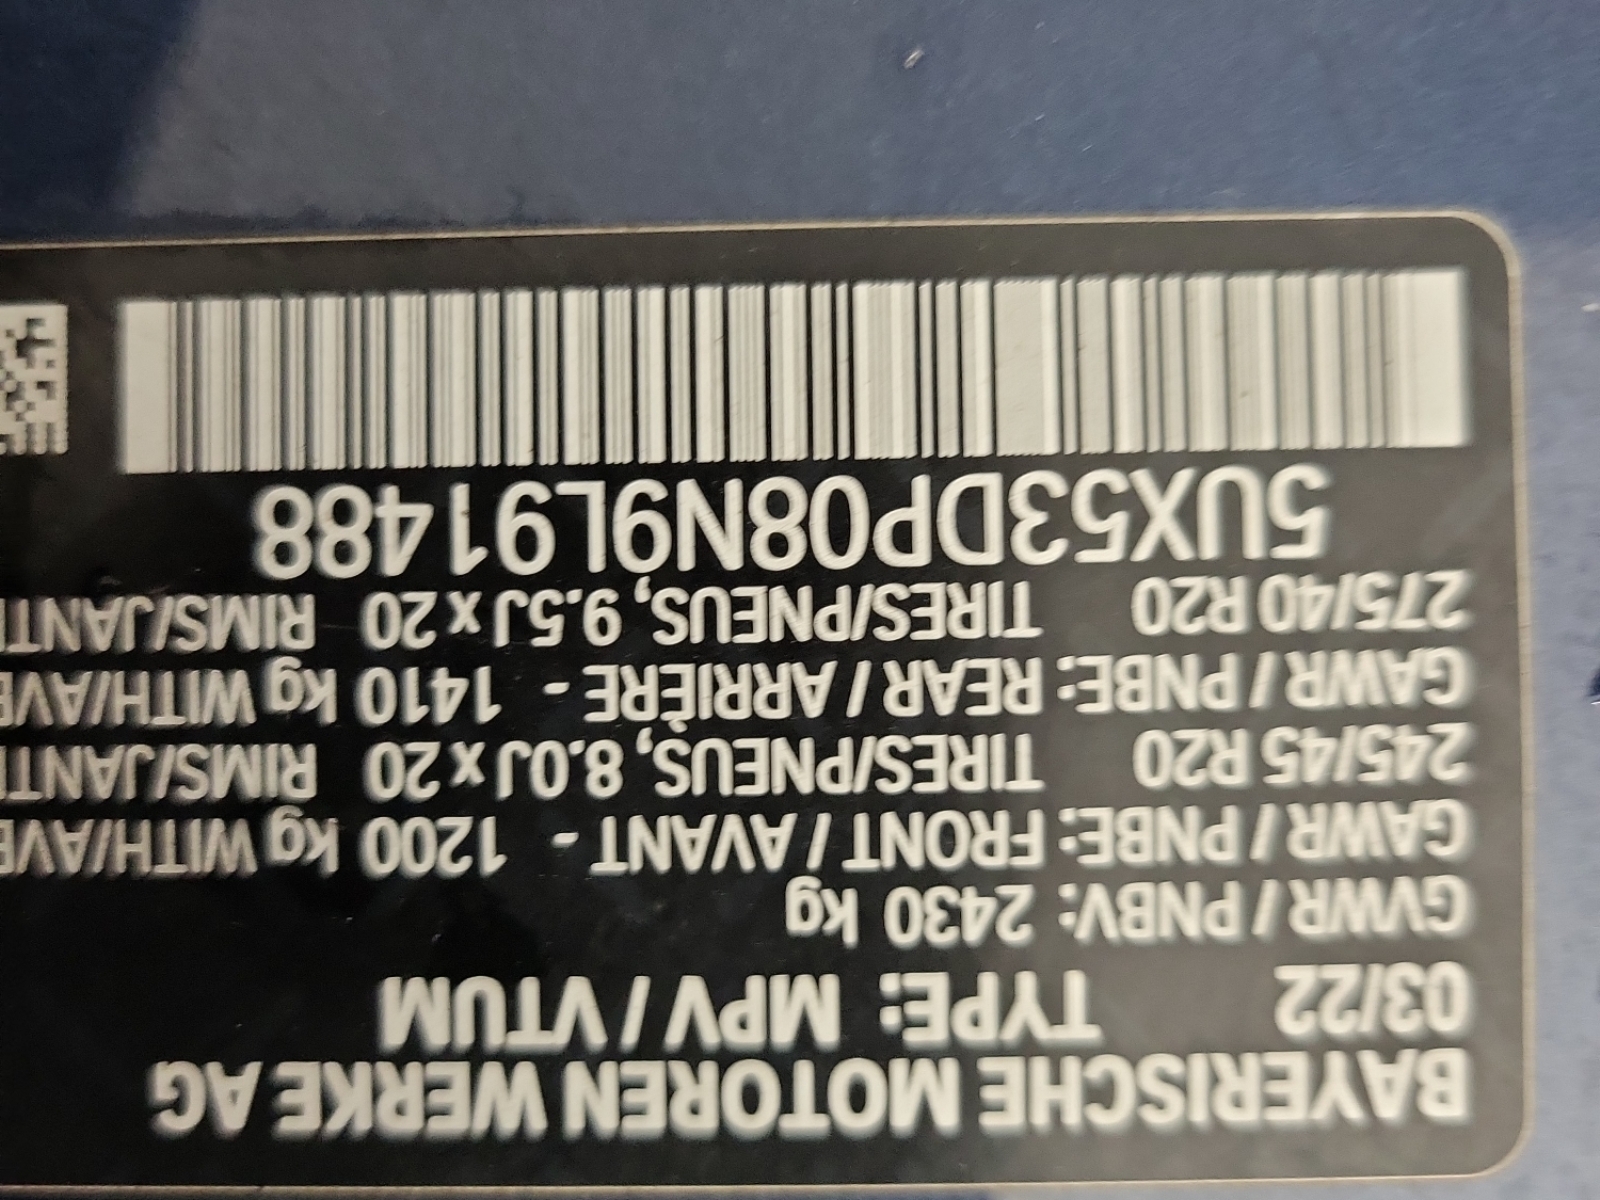 BAYERISCHE MOTOREN WERKE AG
03/22 TYPE: MPV / VTUM
GVWR / PNBV: 2430 kg
GAWR / PNBE: FRONT / AVANT - 1200 kg WITH/AVE
245/45 R20 TIRES/PNEUS, 8.0J x 20 RIMS/JANT
GAWR / PNBE: REAR / ARRIÈRE - 1410 kg WITH/AVE
275/40 R20 TIRES/PNEUS, 9.5J x 20 RIMS/JANT
5UX53DP08N9L91488